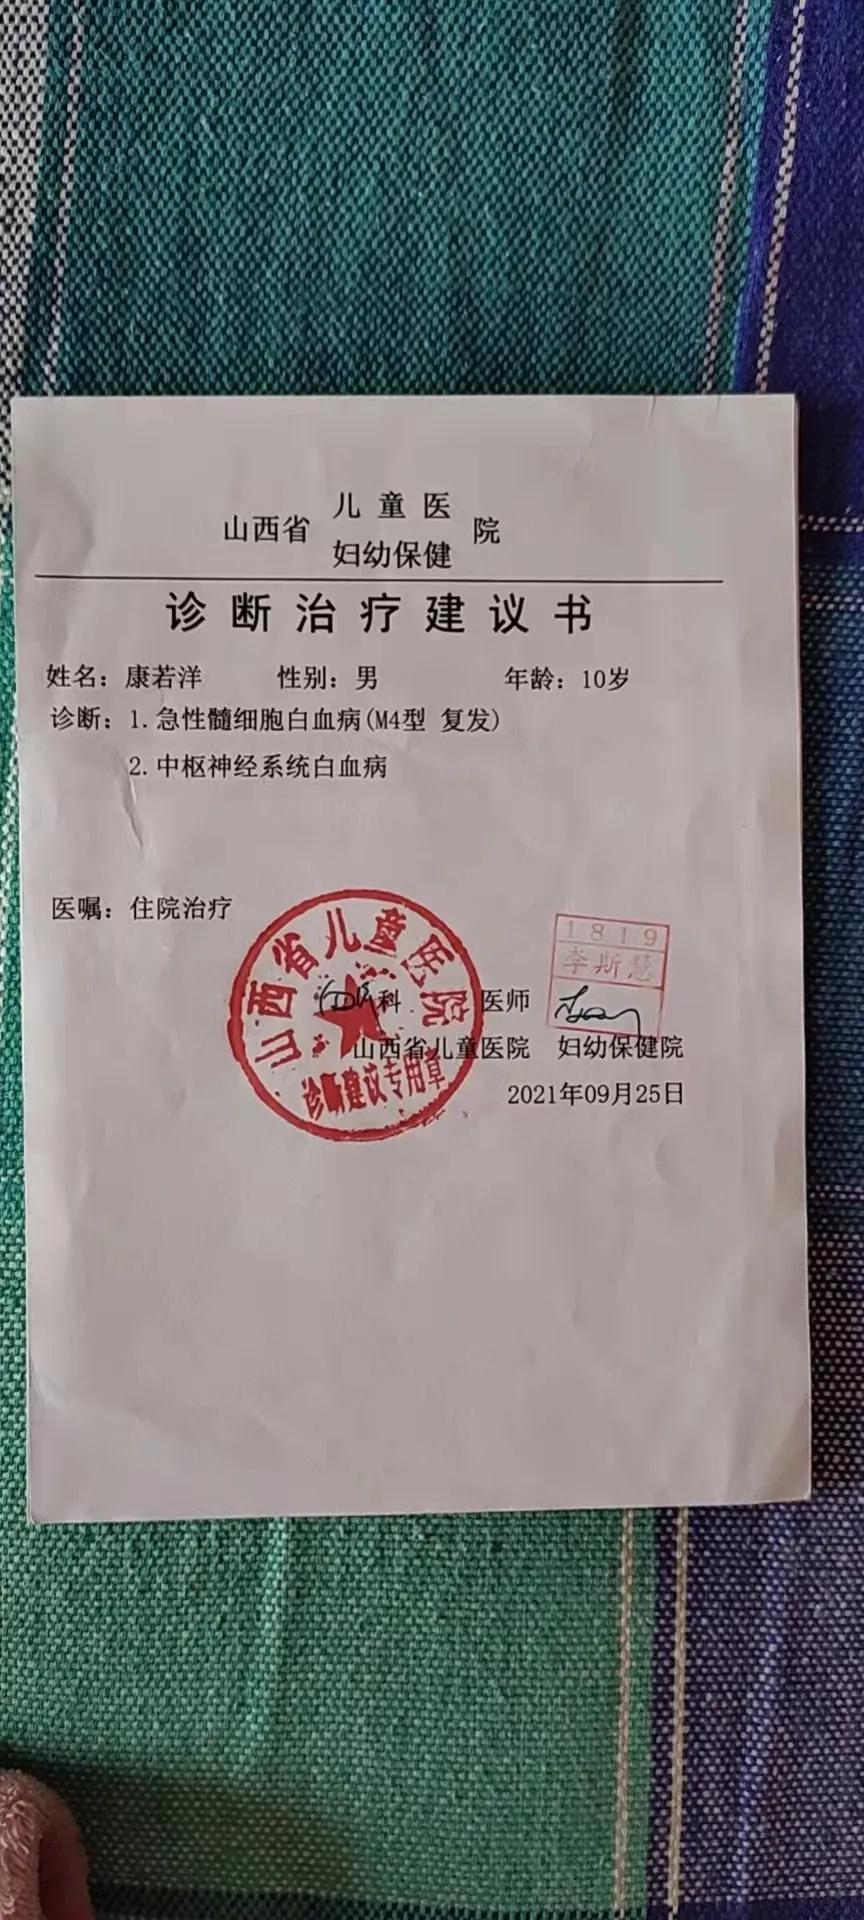 山西省 儿童医 院
妇幼保健
诊断治疗建议书
姓名：康若洋 性别：男 年龄：10岁
诊断：1.急性髓细胞白血病(M4型 复发)
2.中枢神经系统白血病
医嘱：住院治疗
山西省儿童医院
诊断建议专用章
1819
李斯慧
科 医师
山西省儿童医院 妇幼保健院
2021年09月25日